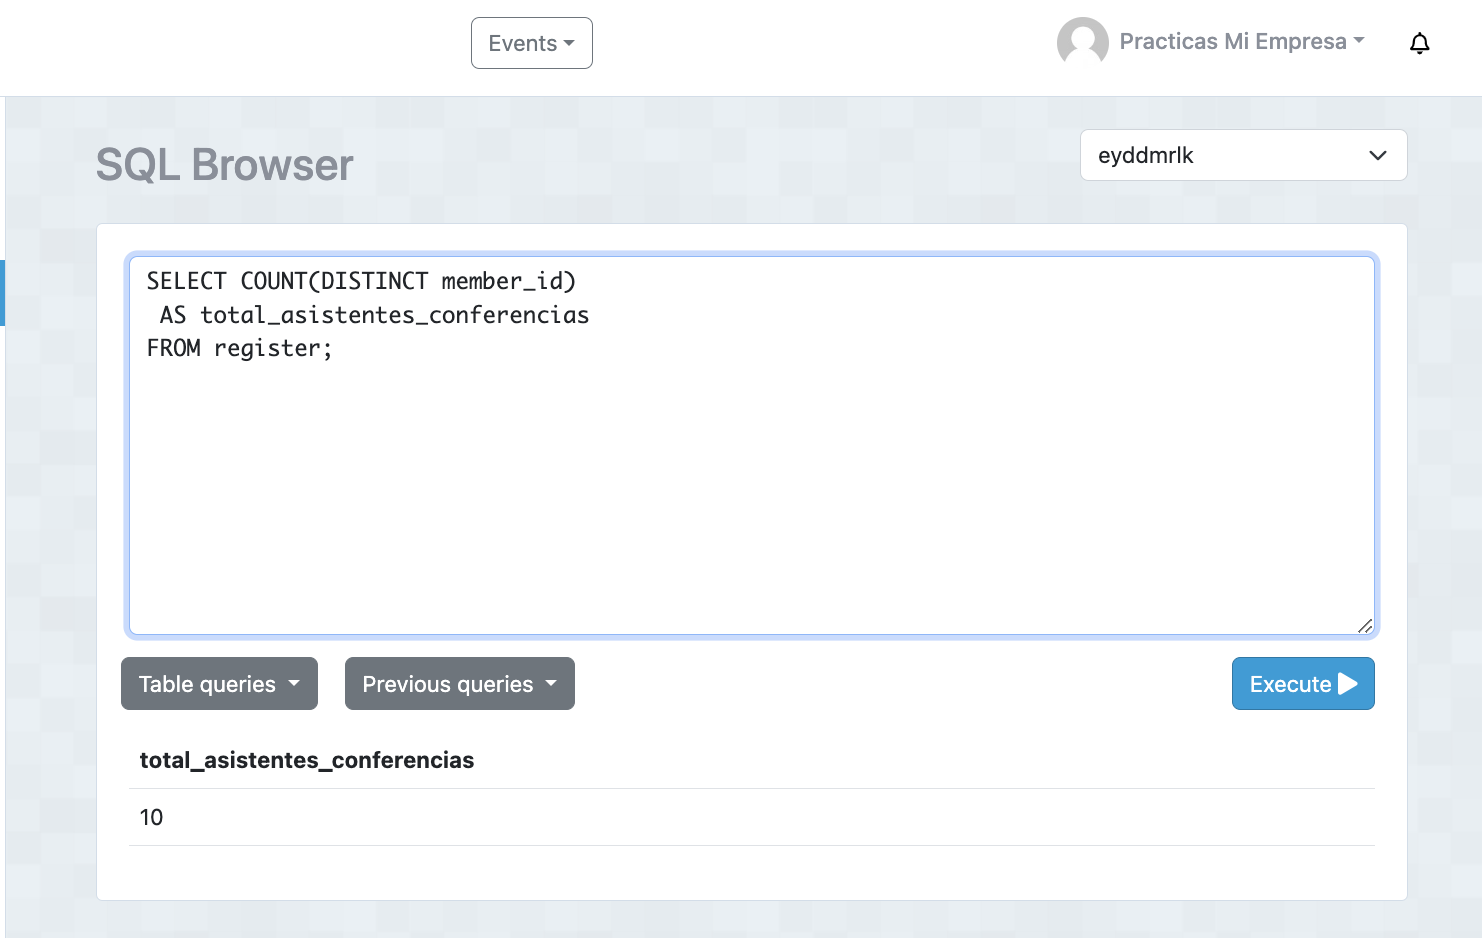 Events
Practicas Mi Empresa
SQL Browser
eyddmrlk
SELECT COUNT(DISTINCT member_id)
AS total_asistentes_conferencias
FROM register;
Table queries
Previous queries
Execute
total_asistentes_conferencias
10